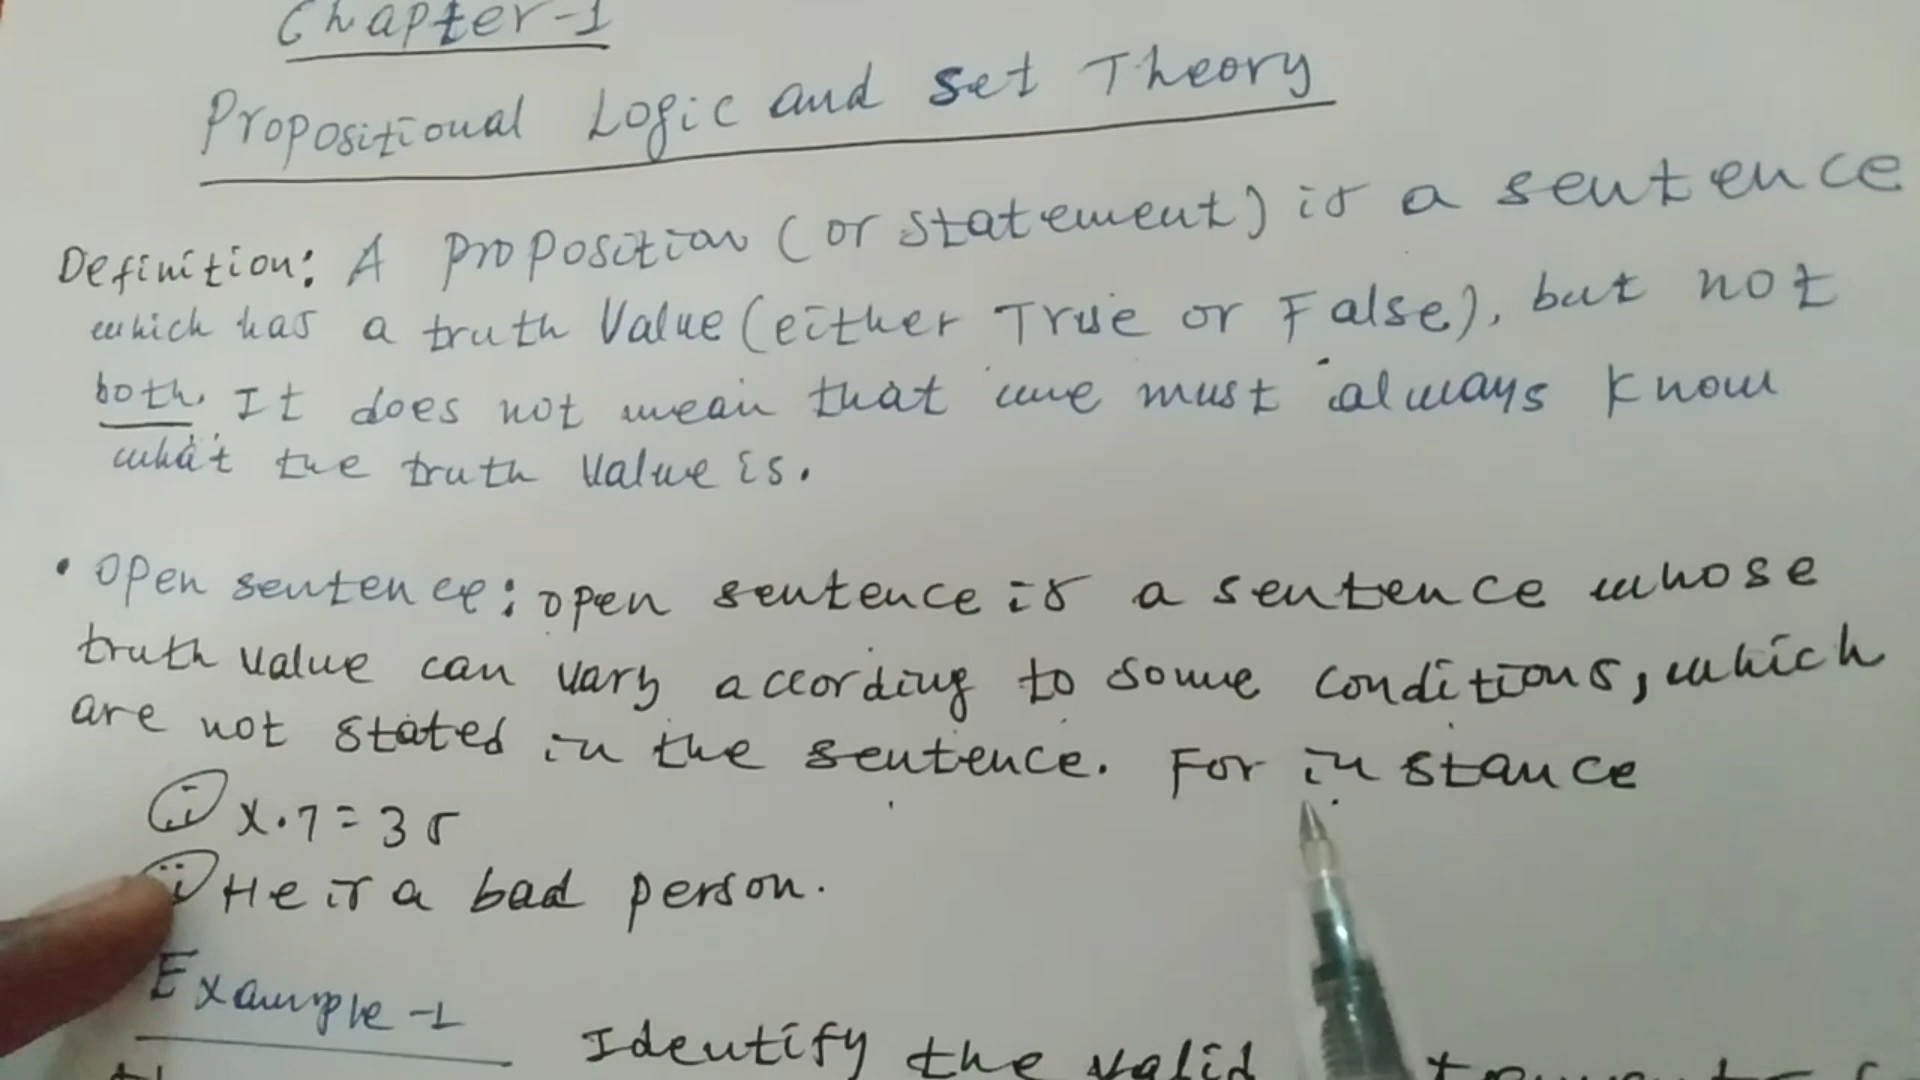 Chapter-1
Propositional Logic and set Theory
Definition: A proposition (or statement) is a sentence
which has a truth Value (either True or False), but not
both. It does not mean that we must always know
what the truth value is.
• Open sentence: open sentence is a sentence whose
truth value can vary according to some conditions, which
are not stated in the sentence. For instance
i x.7=35
ii He is a bad person.
Example-1
Identify the valid